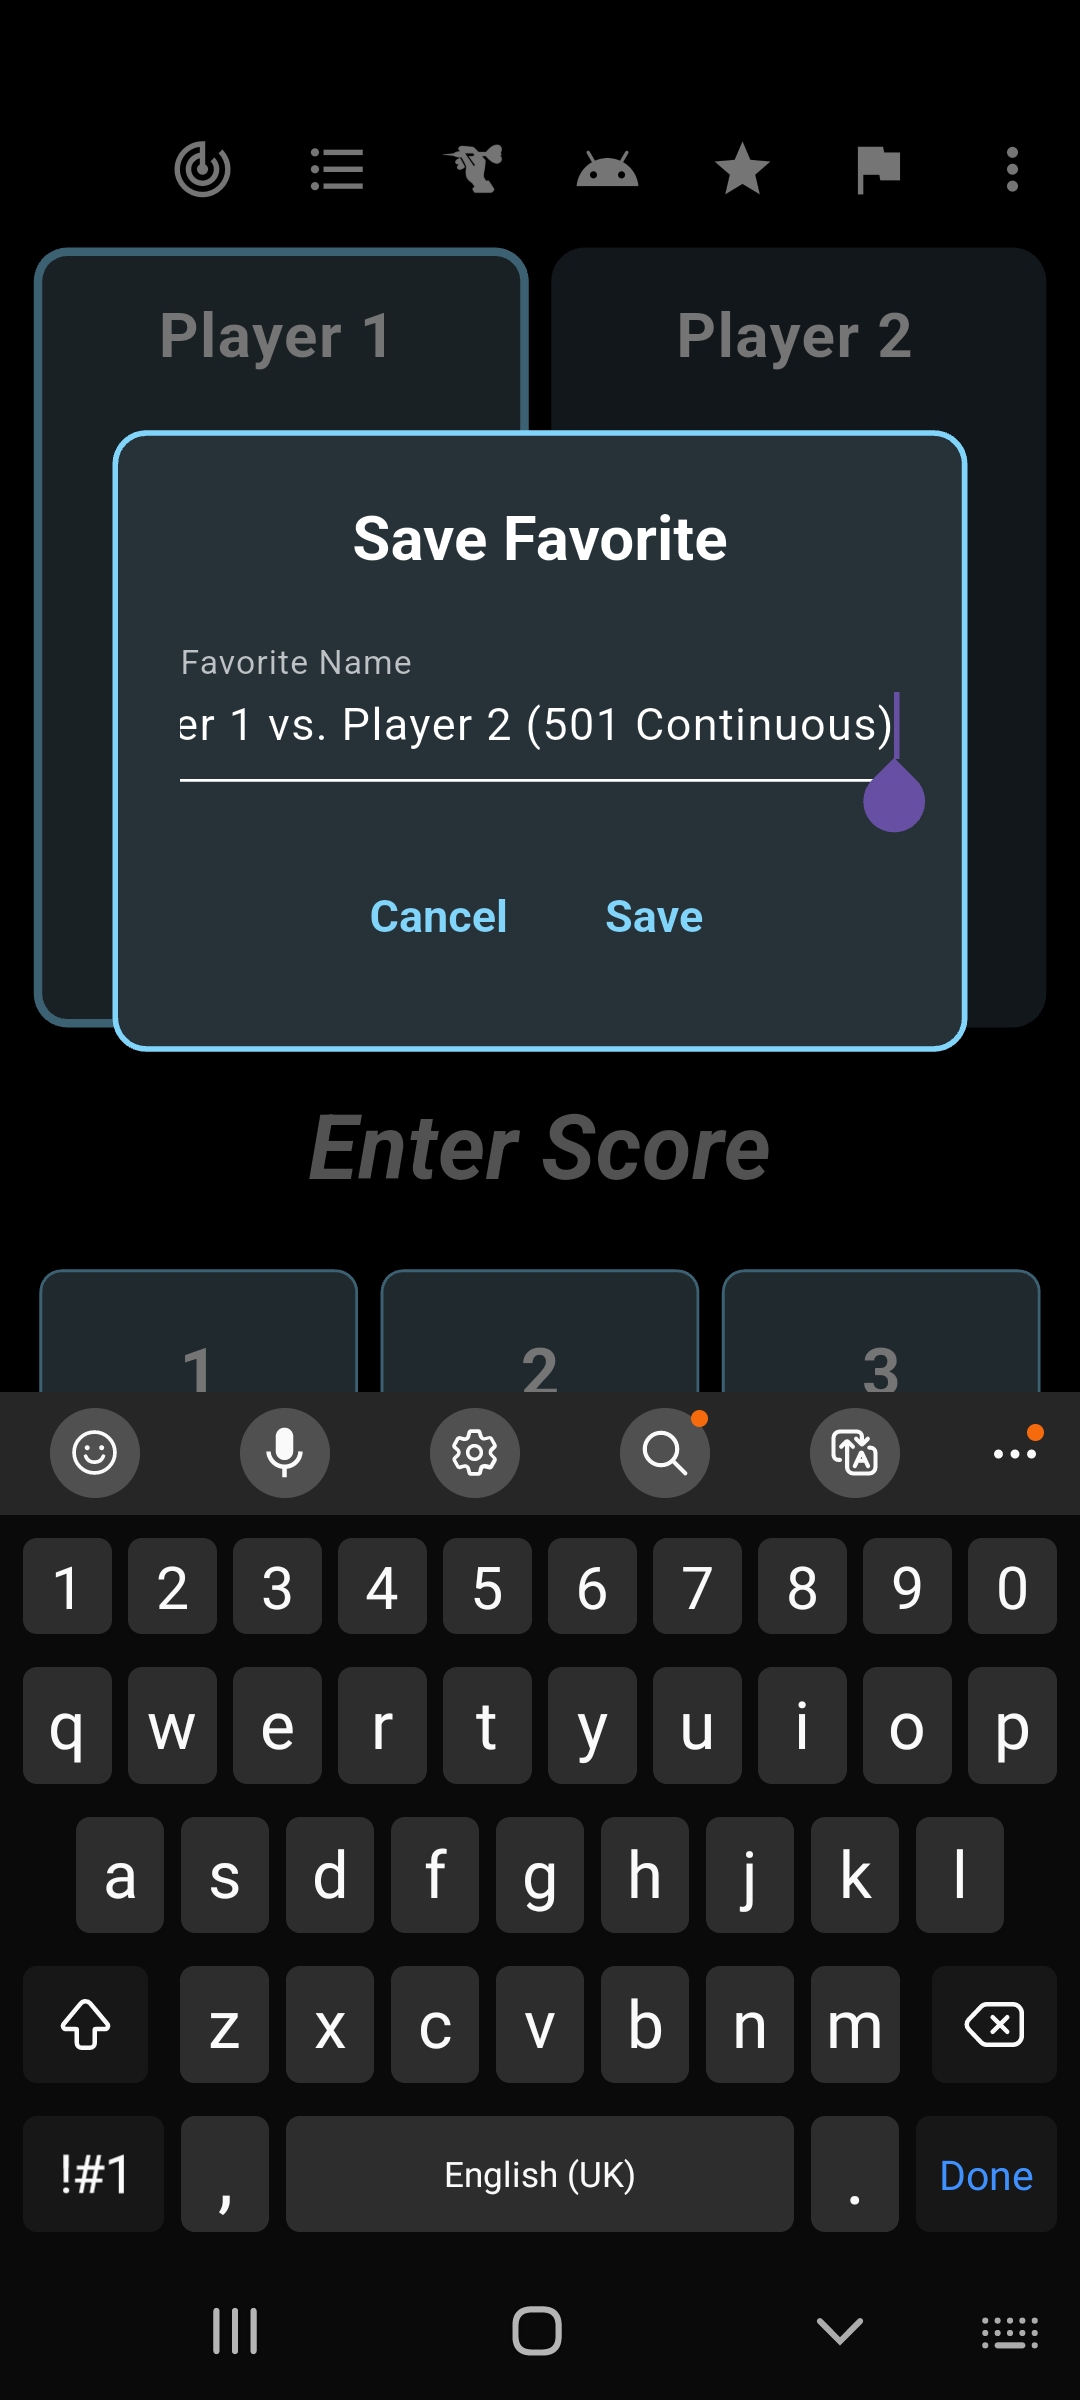 Player 1
Player 2
Save Favorite
Favorite Name
er 1 vs. Player 2 (501 Continuous)
Cancel
Save
Enter Score
1
2
3
1 2 3 4 5 6 7 8 9 0
q w e r t y u i o p
a s d f g h j k l
z x c v b n m
!#1 , English (UK) . Done